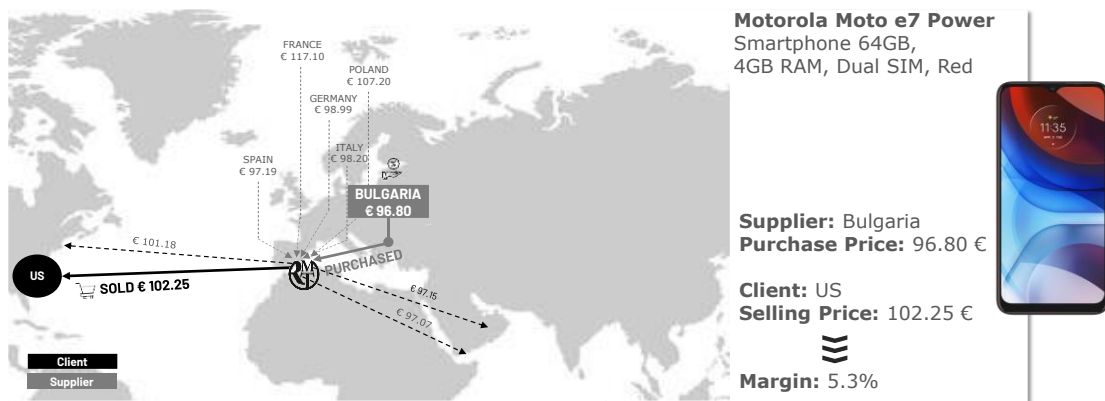 FRANCE
€ 117.10
POLAND
€ 107.20
GERMANY
€ 98.99
ITALY
€ 98.20
SPAIN
€ 97.19
BULGARIA
€ 96.80
€ 101.18
PURCHASED
US
SOLD € 102.25
€ 97.15
€ 97.07
Client
Supplier
Motorola Moto e7 Power
Smartphone 64GB,
4GB RAM, Dual SIM, Red
11:35
Supplier: Bulgaria
Purchase Price: 96.80 €
Client: US
Selling Price: 102.25 €
Margin: 5.3%